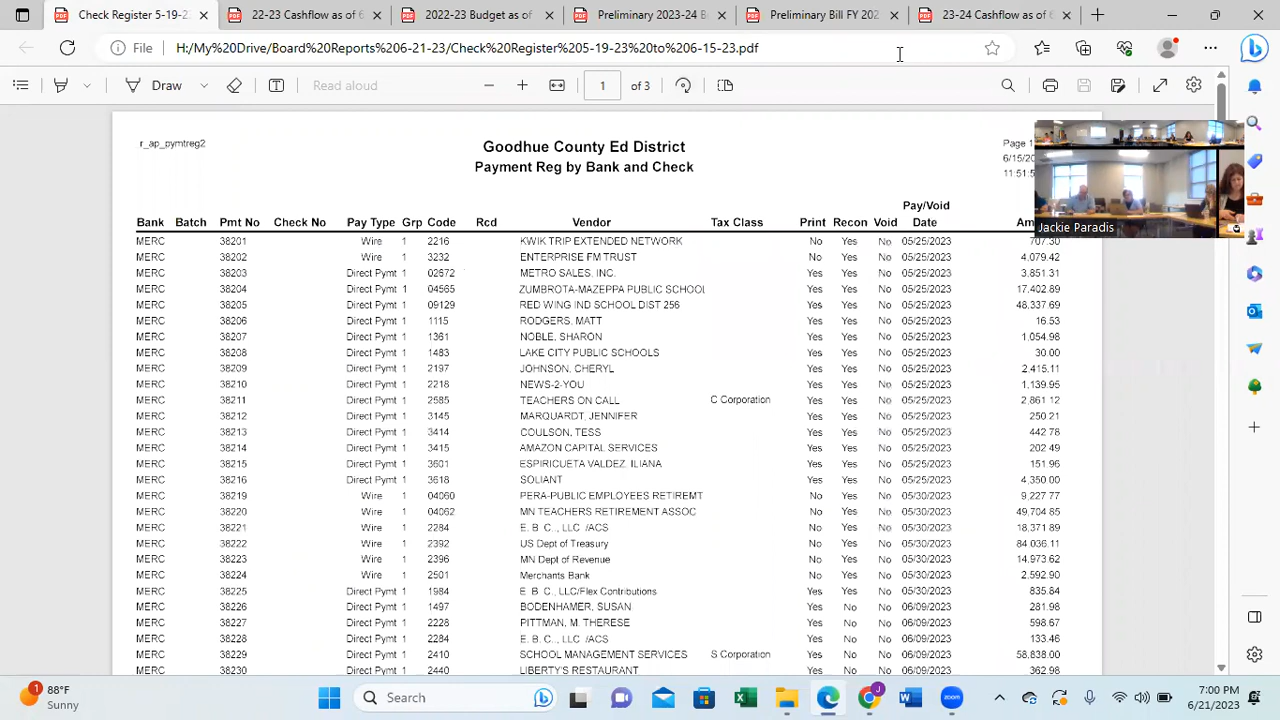 Check Register 5-19-23
22-23 Cashflow as of 6
2022-23 Budget as of
Preliminary 2023-24 B
Preliminary Bill FY 202
23-24 Cashflow as of 6
File H:/My%20Drive/Board%20Reports%206-21-23/Check%20Register%205-19-23%20to%206-15-23.pdf
Draw Read aloud 1 of 3
r_ap_pymtreg2 Goodhue County Ed District Page 1
Payment Reg by Bank and Check 6/15/20
11:51:5
Pay/Void
Bank Batch Pmt No Check No Pay Type Grp Code Rcd Vendor Tax Class Print Recon Void Date Am
MERC 38201 Wire 1 2216 KWIK TRIP EXTENDED NETWORK No Yes No 05/25/2023 707.30
MERC 38202 Wire 1 3232 ENTERPRISE FM TRUST No Yes No 05/25/2023 4,079.42
MERC 38203 Direct Pymt 1 02672 METRO SALES, INC. Yes Yes No 05/25/2023 3,851.31
MERC 38204 Direct Pymt 1 04565 ZUMBROTA-MAZEPPA PUBLIC SCHOOL Yes Yes No 05/25/2023 17,402.89
MERC 38205 Direct Pymt 1 09129 RED WING IND SCHOOL DIST 256 Yes Yes No 05/25/2023 48,337.69
MERC 38206 Direct Pymt 1 1115 RODGERS, MATT Yes Yes No 05/25/2023 16.53
MERC 38207 Direct Pymt 1 1361 NOBLE, SHARON Yes Yes No 05/25/2023 1,054.98
MERC 38208 Direct Pymt 1 1483 LAKE CITY PUBLIC SCHOOLS Yes Yes No 05/25/2023 30.00
MERC 38209 Direct Pymt 1 2197 JOHNSON, CHERYL Yes Yes No 05/25/2023 2,415.11
MERC 38210 Direct Pymt 1 2218 NEWS-2-YOU Yes Yes No 05/25/2023 1,139.95
MERC 38211 Direct Pymt 1 2585 TEACHERS ON CALL C Corporation Yes Yes No 05/25/2023 2,861.12
MERC 38212 Direct Pymt 1 3145 MARQUARDT, JENNIFER Yes Yes No 05/25/2023 250.21
MERC 38213 Direct Pymt 1 3414 COULSON, TESS Yes Yes No 05/25/2023 442.78
MERC 38214 Direct Pymt 1 3415 AMAZON CAPITAL SERVICES Yes Yes No 05/25/2023 202.49
MERC 38215 Direct Pymt 1 3601 ESPIRICUETA VALDEZ, ILIANA Yes Yes No 05/25/2023 151.96
MERC 38216 Direct Pymt 1 3618 SOLIANT Yes Yes No 05/25/2023 4,350.00
MERC 38219 Wire 1 04060 PERA-PUBLIC EMPLOYEES RETIREMT No Yes No 05/30/2023 9,227.77
MERC 38220 Wire 1 04062 MN TEACHERS RETIREMENT ASSOC No Yes No 05/30/2023 49,704.85
MERC 38221 Wire 1 2284 E. B. C., LLC /ACS No Yes No 05/30/2023 18,371.89
MERC 38222 Wire 1 2392 US Dept of Treasury No Yes No 05/30/2023 84,036.11
MERC 38223 Wire 1 2396 MN Dept of Revenue No Yes No 05/30/2023 14,973.62
MERC 38224 Wire 1 2501 Merchants Bank No Yes No 05/30/2023 2,592.90
MERC 38225 Direct Pymt 1 1984 E. B. C., LLC/Flex Contributions Yes Yes No 05/30/2023 835.84
MERC 38226 Direct Pymt 1 1497 BODENHAMER, SUSAN Yes No No 06/09/2023 281.98
MERC 38227 Direct Pymt 1 2228 PITTMAN, M. THERESE Yes No No 06/09/2023 598.67
MERC 38228 Direct Pymt 1 2284 E. B. C., LLC /ACS Yes No No 06/09/2023 133.46
MERC 38229 Direct Pymt 1 2410 SCHOOL MANAGEMENT SERVICES S Corporation Yes No No 06/09/2023 58,838.00
MERC 38230 Direct Pymt 1 2440 LIBERTY'S RESTAURANT Yes No No 06/09/2023 362.98
Jackie Paradis
1 88°F
Sunny
Search
7:00 PM
6/21/2023